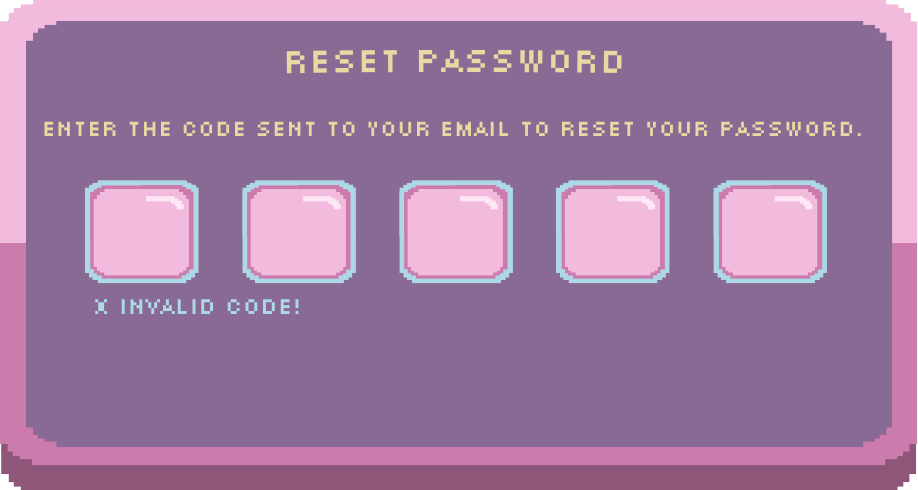 RESET PASSWORD
ENTER THE CODE SENT TO YOUR EMAIL TO RESET YOUR PASSWORD.
X INVALID CODE!